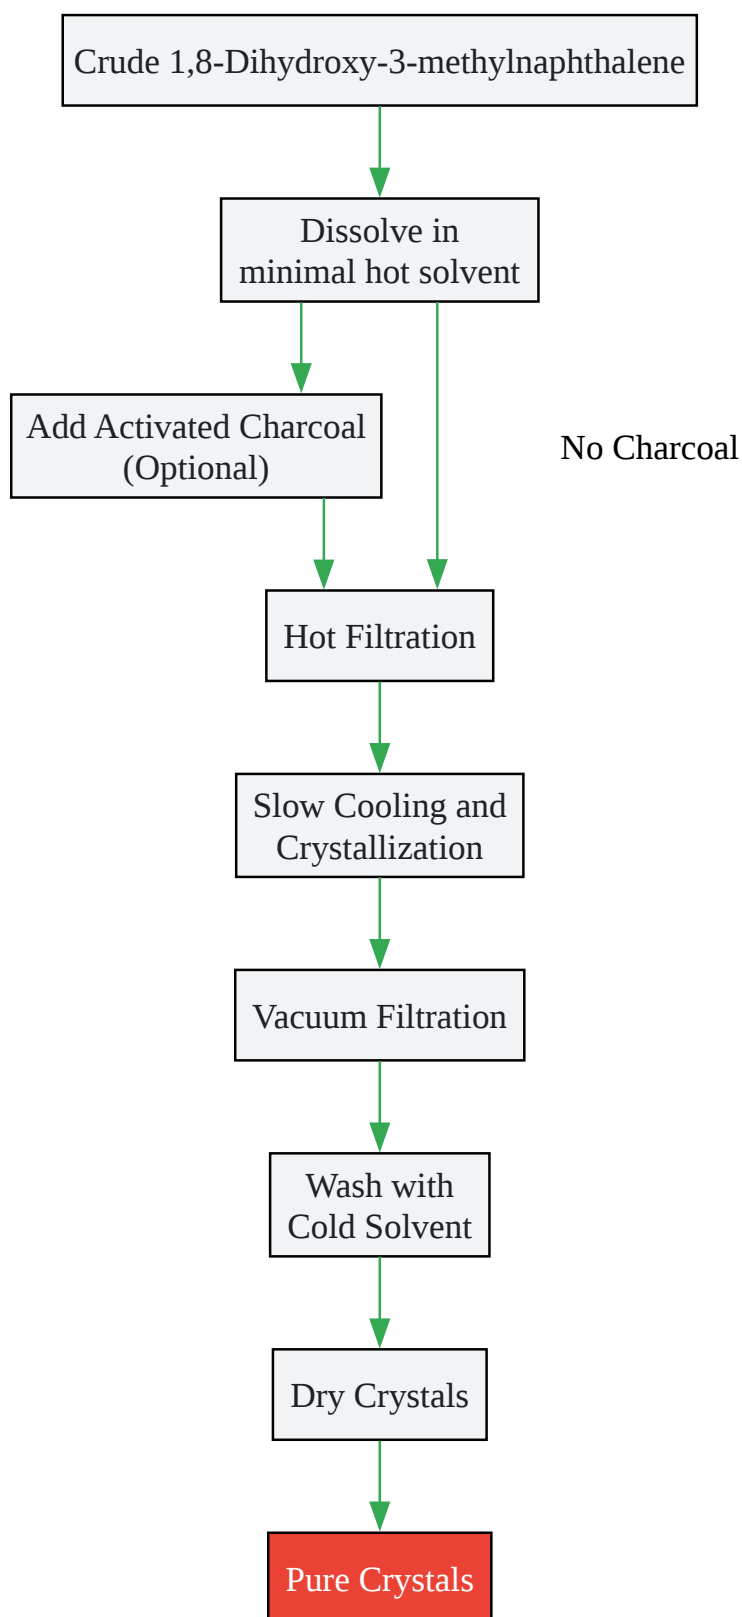 Crude 1,8-Dihydroxy-3-methylnaphthalene
Dissolve in
minimal hot solvent
Add Activated Charcoal
(Optional)
No Charcoal
Hot Filtration
Slow Cooling and
Crystallization
Vacuum Filtration
Wash with
Cold Solvent
Dry Crystals
Pure Crystals